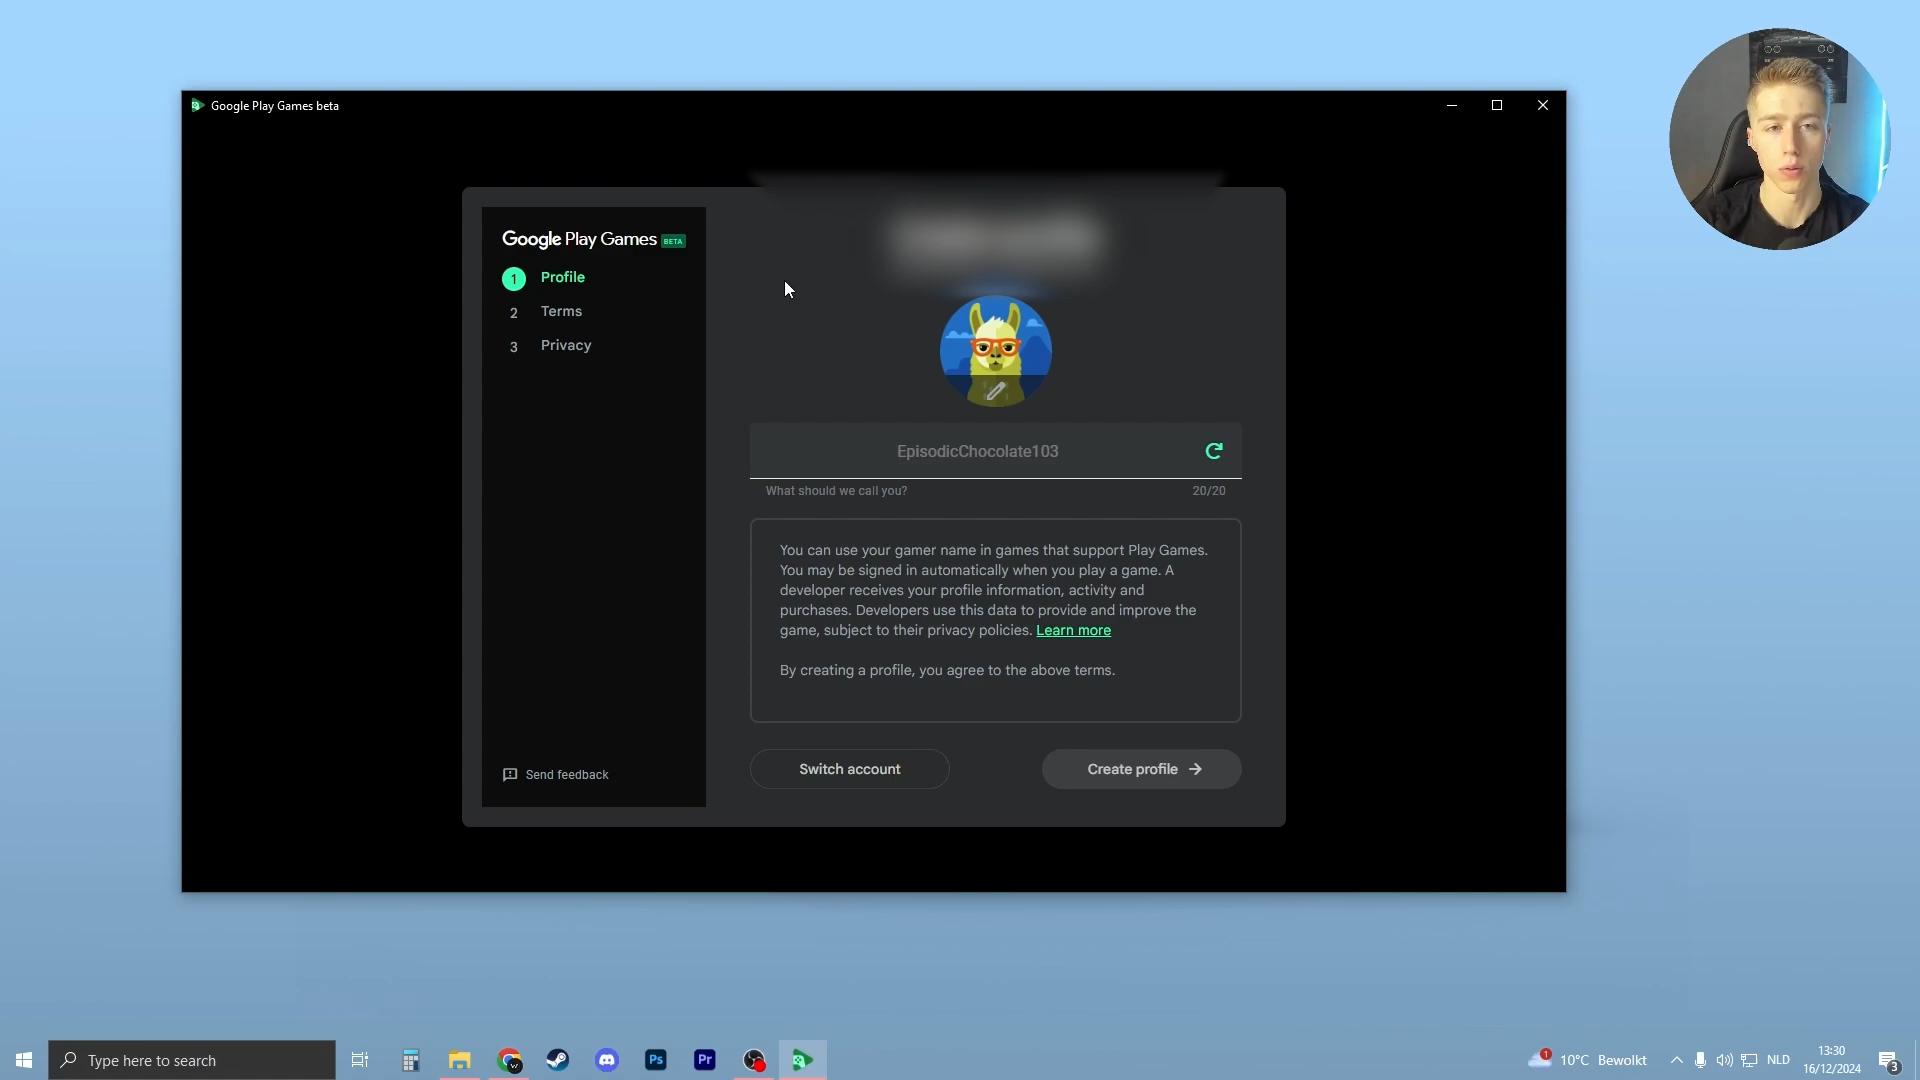 Google Play Games beta
Google Play Games BETA
1 Profile
2 Terms
3 Privacy
Send feedback
EpisodicChocolate103
What should we call you? 20/20
You can use your gamer name in games that support Play Games.
You may be signed in automatically when you play a game. A
developer receives your profile information, activity and
purchases. Developers use this data to provide and improve the
game, subject to their privacy policies. Learn more
By creating a profile, you agree to the above terms.
Switch account
Create profile
Type here to search
Ps
Pr
1
10°C Bewolkt
NLD
13:30
16/12/2024
3